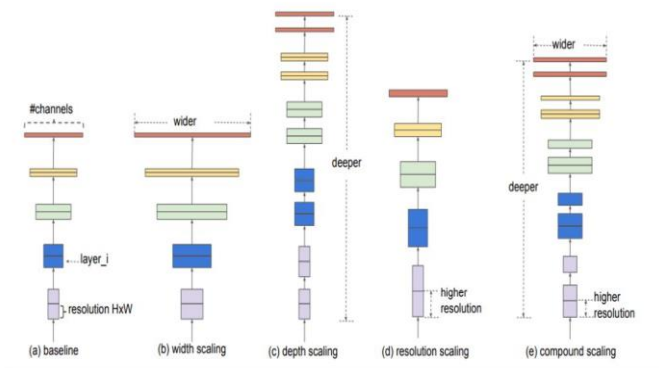 #channels
layer_i
resolution HxW
(a) baseline
wider
(b) width scaling
deeper
(c) depth scaling
higher
resolution
(d) resolution scaling
wider
deeper
higher
resolution
(e) compound scaling